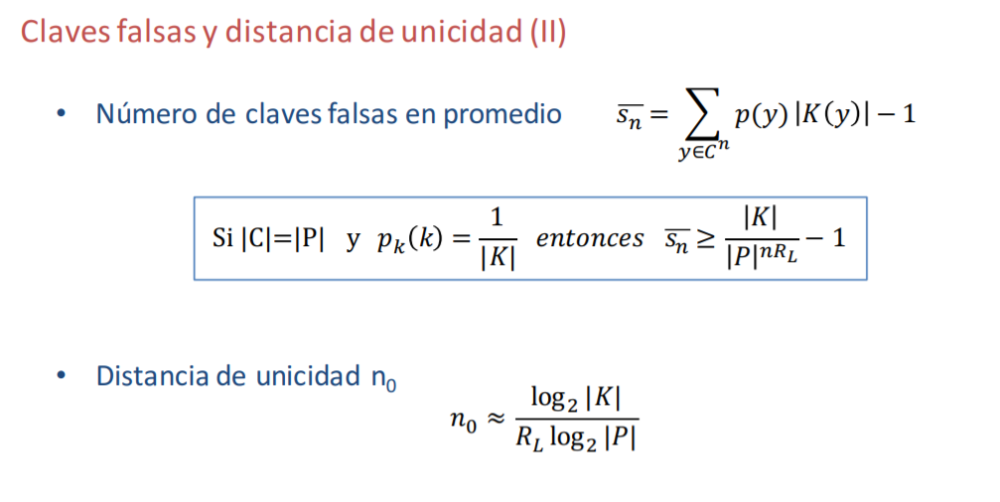 Claves falsas y distancia de unicidad (II)
• Número de claves falsas en promedio $\overline{s_n} = \sum_{y \in C^n} p(y)\,|K(y)| - 1$
Si |C|=|P| y $p_k(k) = \frac{1}{|K|}$ entonces $\overline{s_n} \geq \frac{|K|}{|P|^{nR_L}} - 1$
• Distancia de unicidad n₀
$n_0 \approx \frac{\log_2 |K|}{R_L \log_2 |P|}$